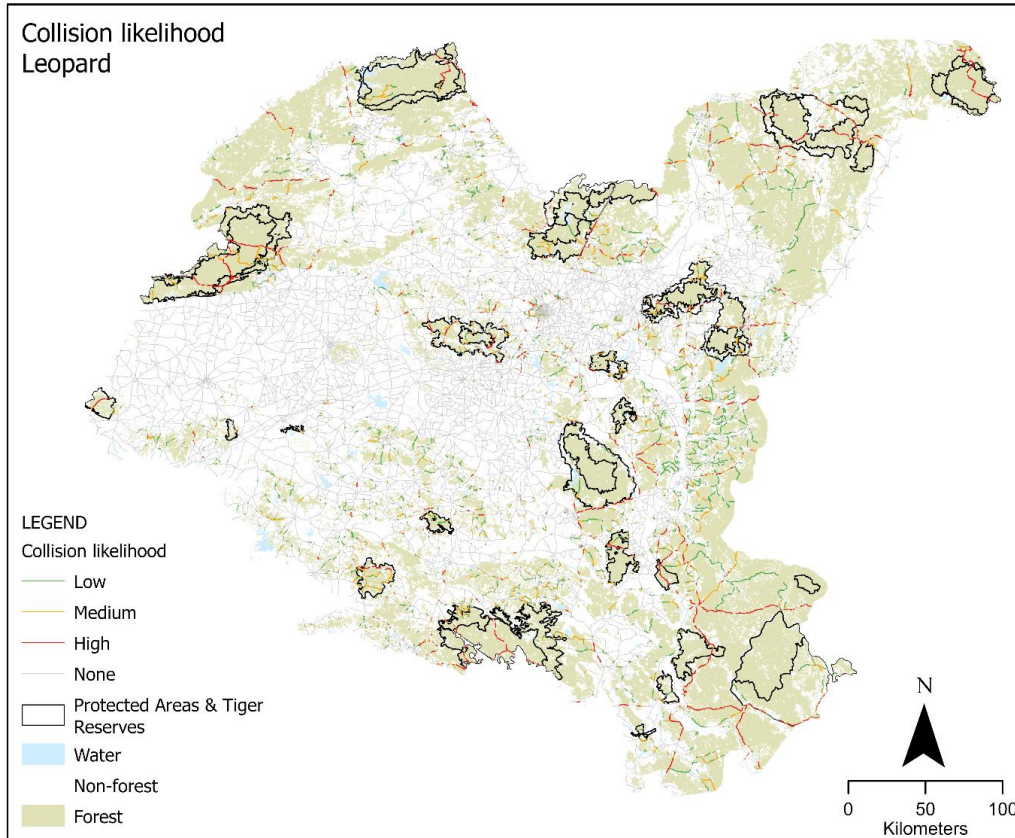 Collision likelihood
Leopard
LEGEND
Collision likelihood
Low
Medium
High
None
Protected Areas & Tiger
Reserves
Water
Non-forest
Forest
N
0 50 100
Kilometers